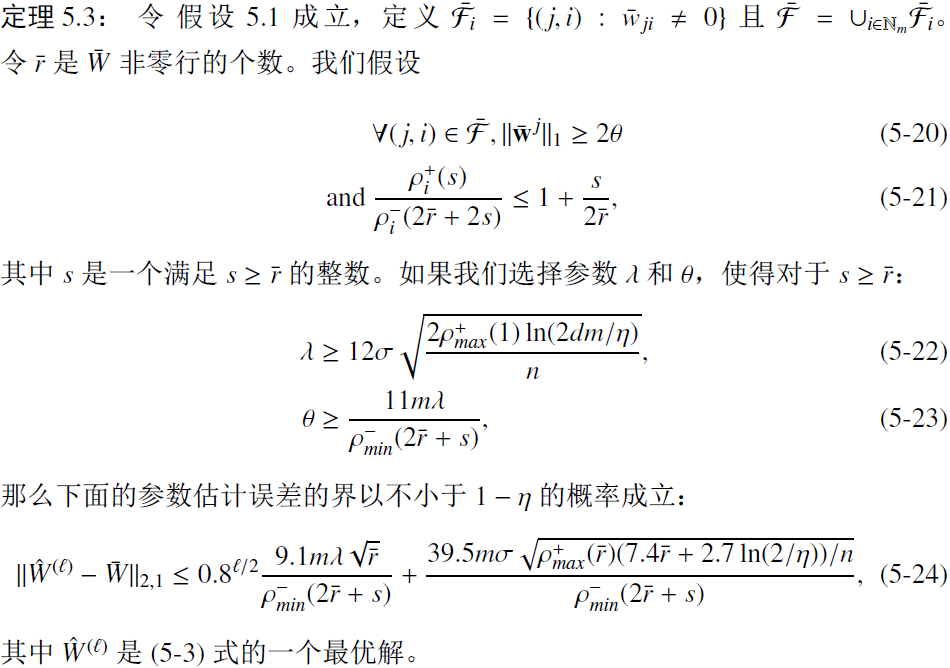 定理 5.3： 令 假设 5.1 成立，定义 $\bar{\mathcal{F}}_i = \{(j, i) : \bar{w}_{ji} \neq 0\}$ 且 $\bar{\mathcal{F}} = \cup_{i \in \mathbb{N}_m} \bar{\mathcal{F}}_i$。
令 $\bar{r}$ 是 $\bar{W}$ 非零行的个数。我们假设
$\forall (j, i) \in \bar{\mathcal{F}}, \|\bar{\mathbf{w}}^j\|_1 \geq 2\theta$ (5-20)
and $\frac{\rho_i^+(s)}{\rho_i^-(2\bar{r} + 2s)} \leq 1 + \frac{s}{2\bar{r}},$ (5-21)
其中 $s$ 是一个满足 $s \geq \bar{r}$ 的整数。如果我们选择参数 $\lambda$ 和 $\theta$，使得对于 $s \geq \bar{r}$：
$\lambda \geq 12\sigma \sqrt{\frac{2\rho_{max}^+(1) \ln(2dm/\eta)}{n}},$ (5-22)
$\theta \geq \frac{11m\lambda}{\rho_{min}^-(2\bar{r} + s)},$ (5-23)
那么下面的参数估计误差的界以不小于 $1 - \eta$ 的概率成立：
$\|\hat{W}^{(\ell)} - \bar{W}\|_{2,1} \leq 0.8^{\ell/2} \frac{9.1m\lambda\sqrt{\bar{r}}}{\rho_{min}^-(2\bar{r} + s)} + \frac{39.5m\sigma\sqrt{\rho_{max}^+(\bar{r})(7.4\bar{r} + 2.7\ln(2/\eta))/n}}{\rho_{min}^-(2\bar{r} + s)},$ (5-24)
其中 $\hat{W}^{(\ell)}$ 是 (5-3) 式的一个最优解。